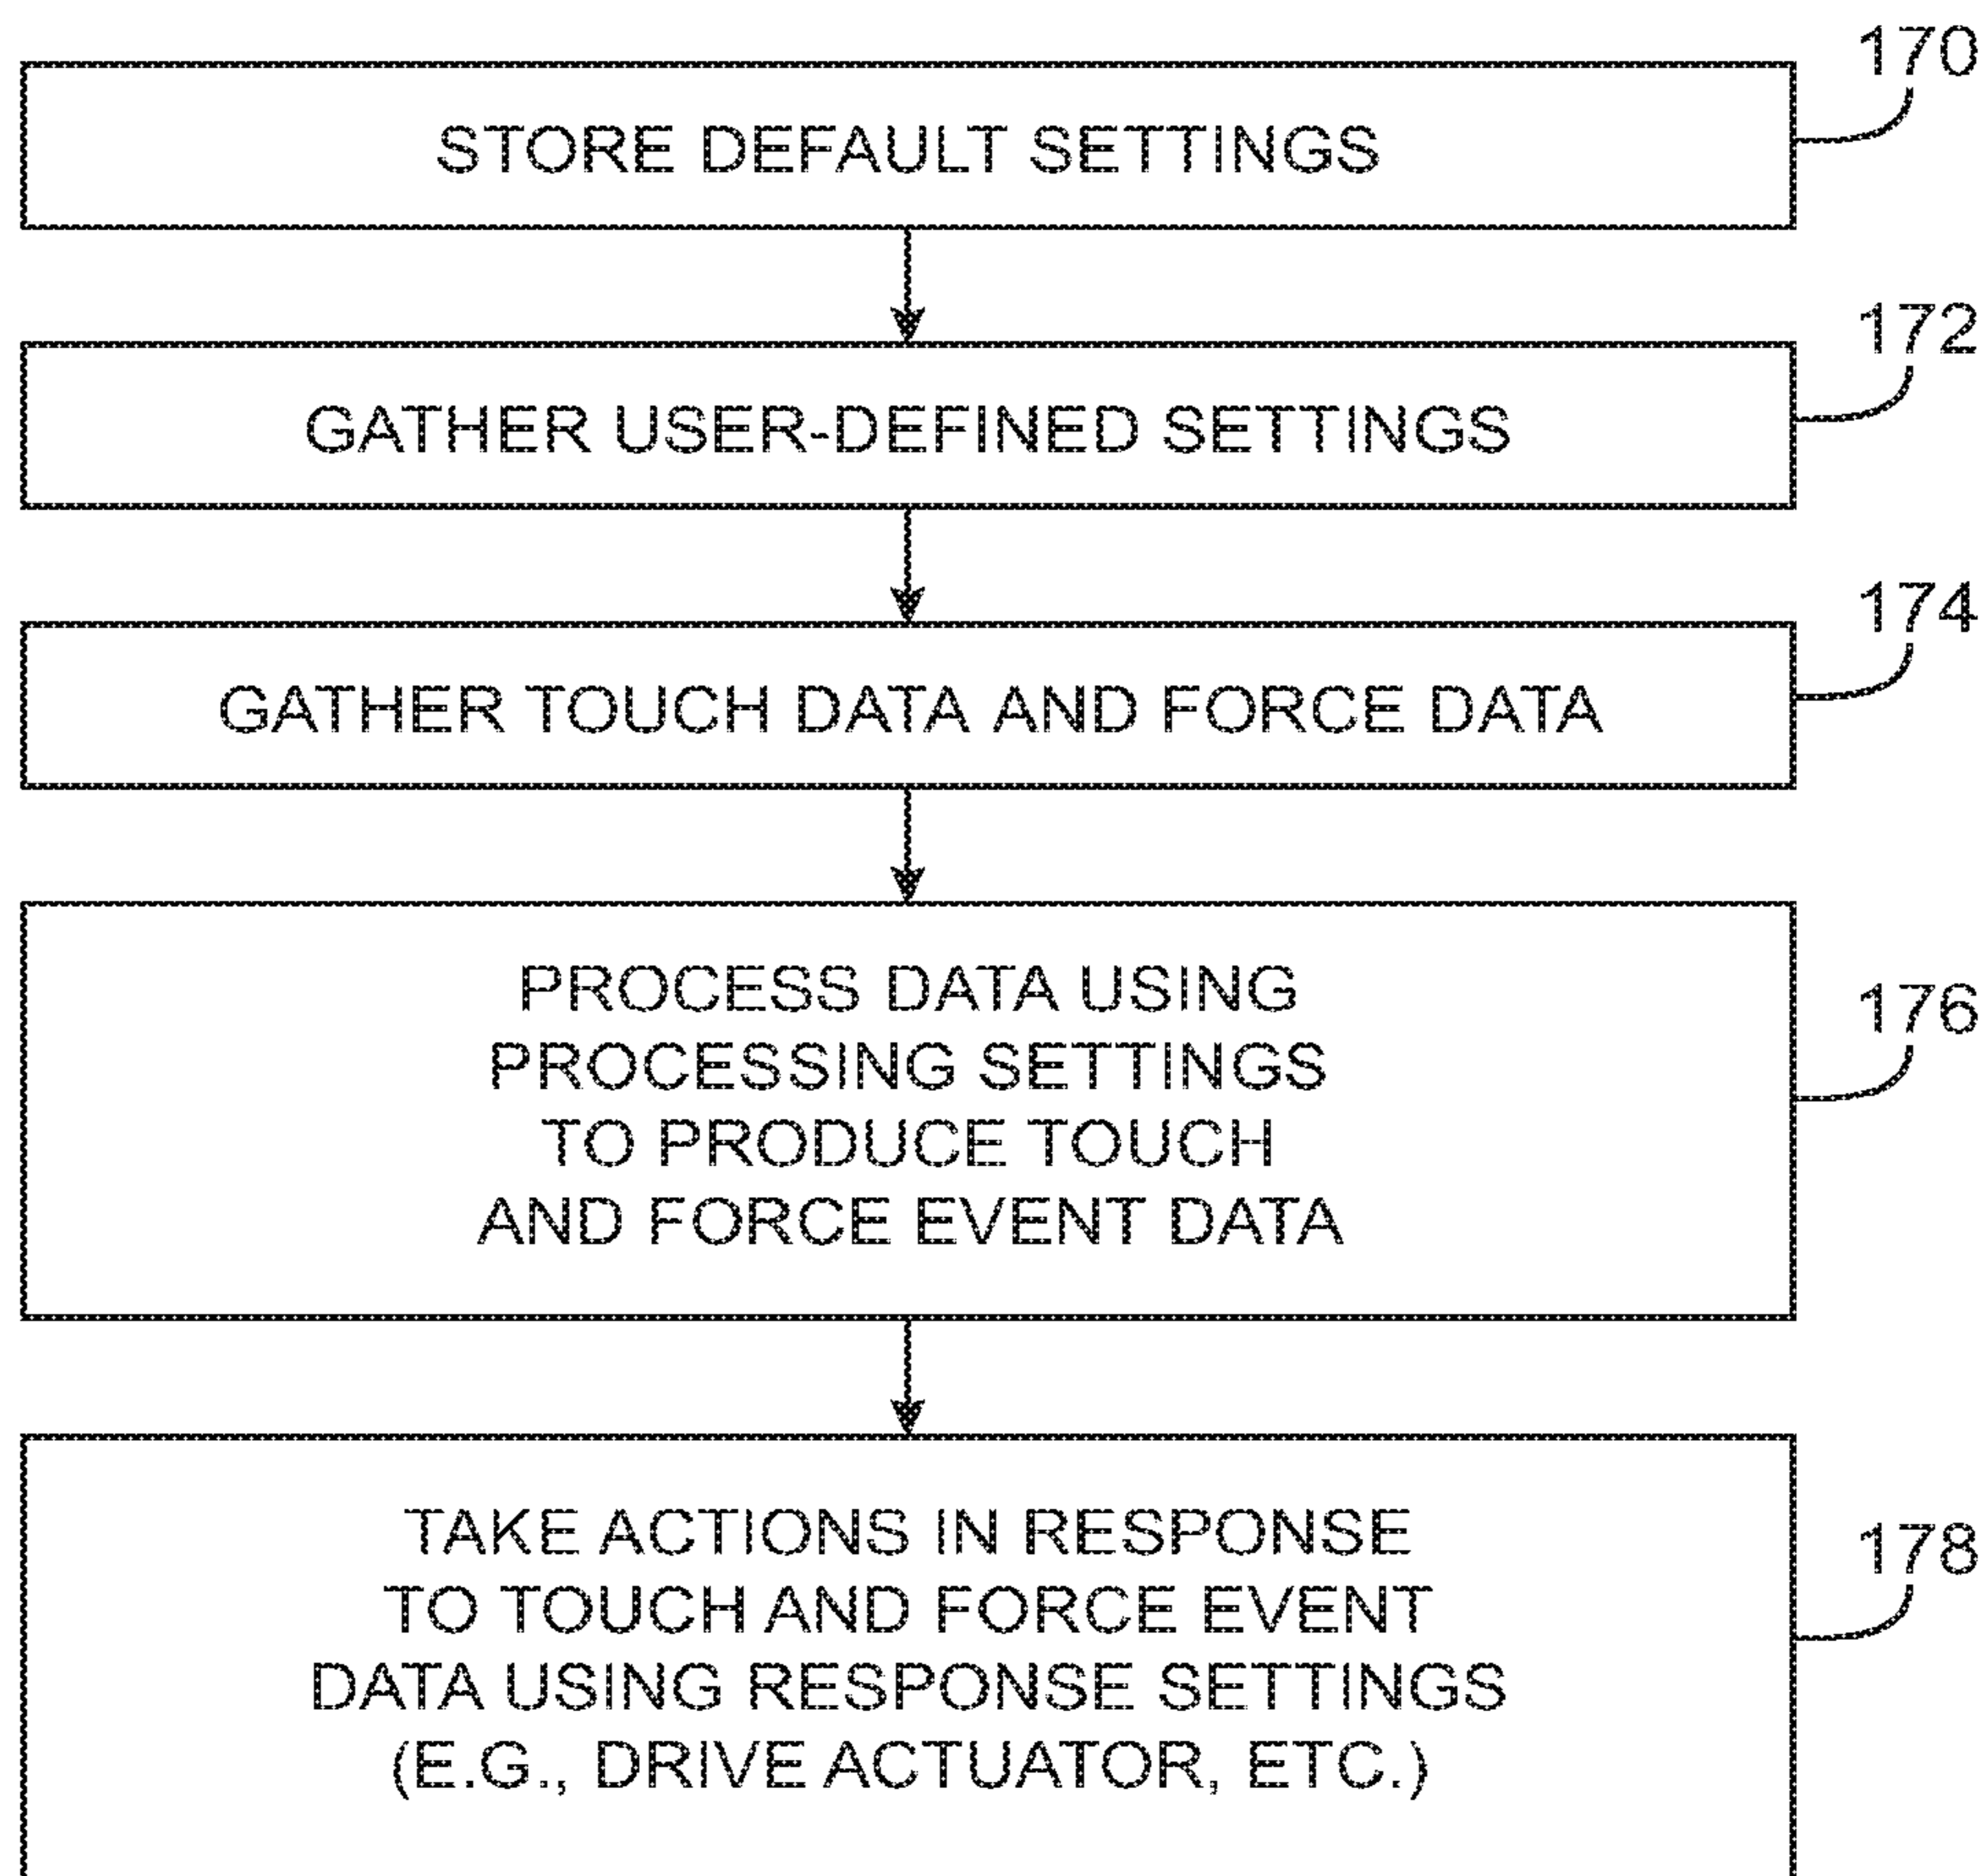 170
STORE DEFAULT SETTINGS
172
GATHER USER-DEFINED SETTINGS
174
GATHER TOUCH DATA AND FORCE DATA
PROCESS DATA USING
176
PROCESSING SETTINGS
TO PRODUCE TOUCH
AND FORCE EVENT DATA
TAKE ACTIONS IN RESPONSE
178
TO TOUCH AND FORCE EVENT
DATA USING RESPONSE SETTINGS
(E.G., DRIVE ACTUATOR, ETC.)